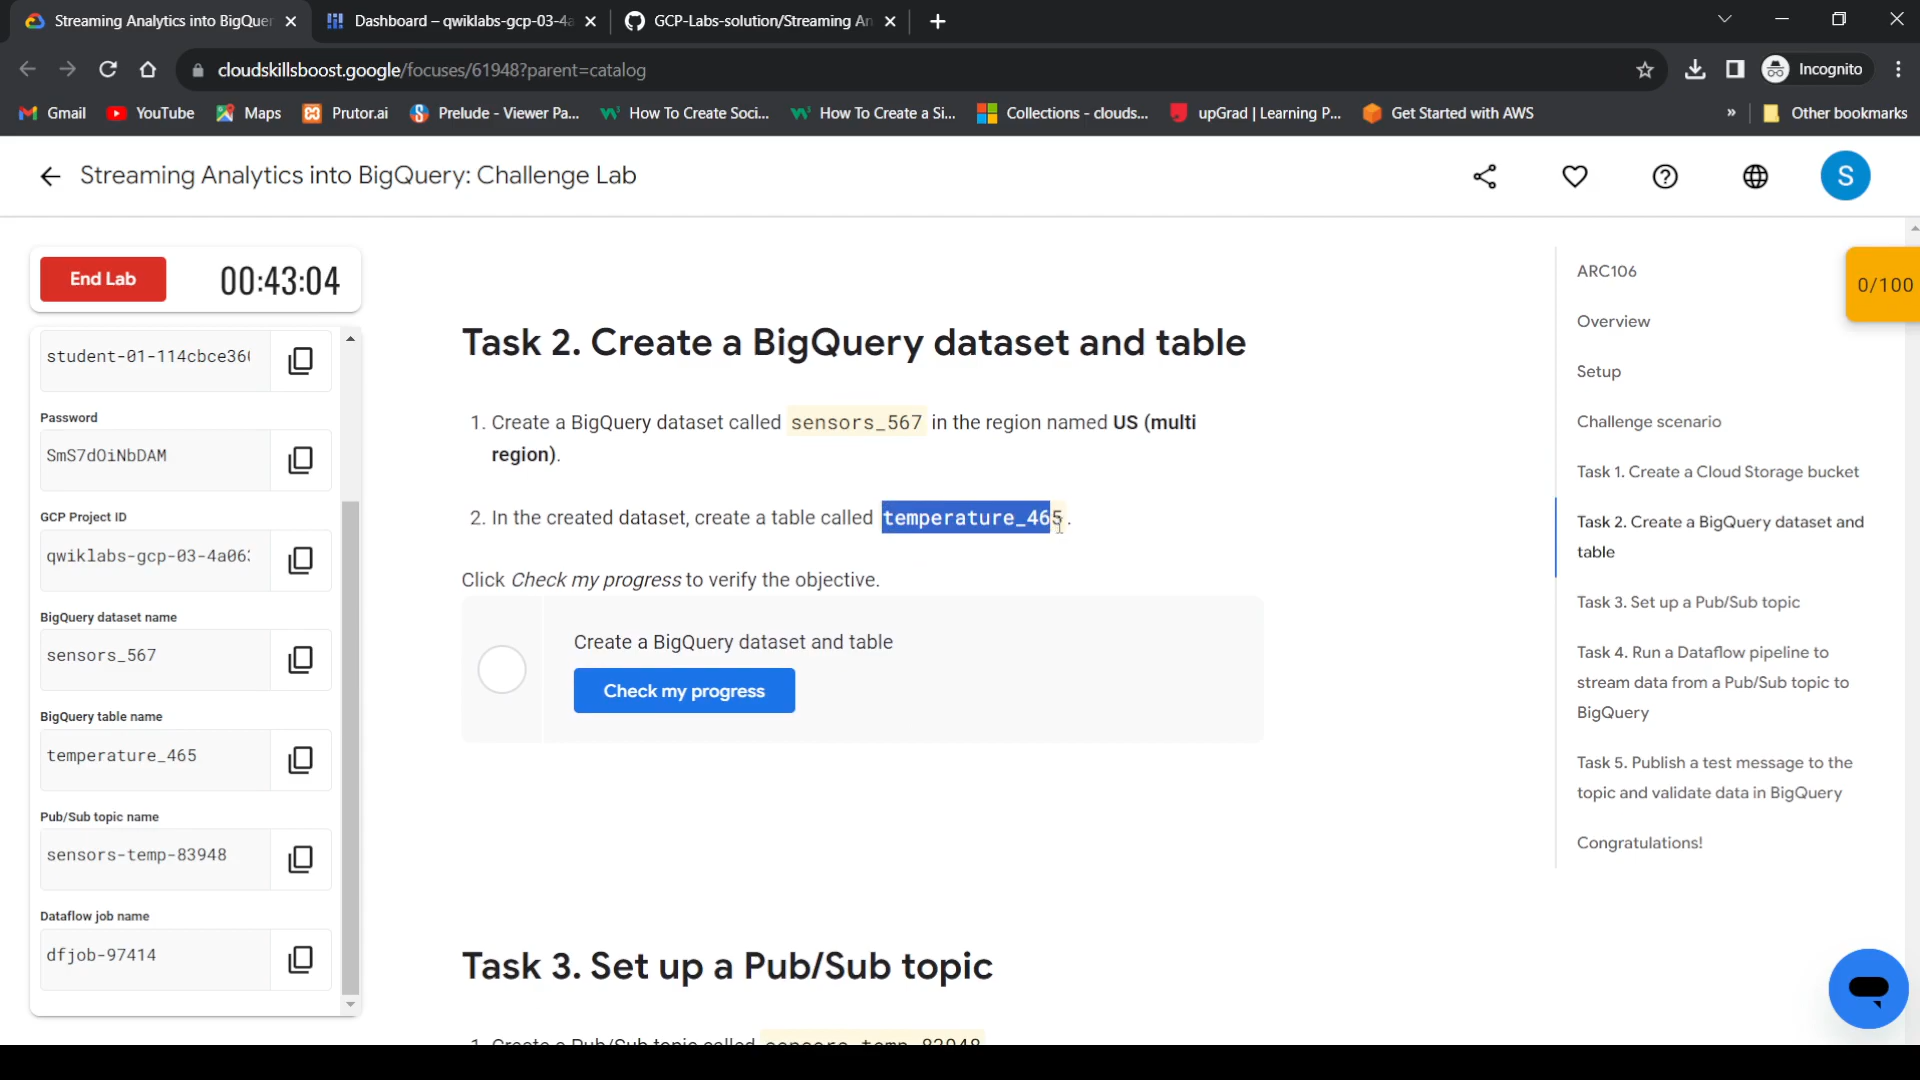 Streaming Analytics into BigQuer
Dashboard – qwiklabs-gcp-03-4a
GCP-Labs-solution/Streaming An
cloudskillsboost.google/focuses/61948?parent=catalog
Incognito
Gmail
YouTube
Maps
Prutor.ai
Prelude - Viewer Pa...
How To Create Soci...
How To Create a Si...
Collections - clouds...
upGrad | Learning P...
Get Started with AWS
»
Other bookmarks
Streaming Analytics into BigQuery: Challenge Lab
S
End Lab
00:43:04
student-01-114cbce36
Password
SmS7dOiNbDAM
GCP Project ID
qwiklabs-gcp-03-4a06
BigQuery dataset name
sensors_567
BigQuery table name
temperature_465
Pub/Sub topic name
sensors-temp-83948
Dataflow job name
dfjob-97414
Task 2. Create a BigQuery dataset and table
1. Create a BigQuery dataset called sensors_567 in the region named US (multi
region).
2. In the created dataset, create a table called temperature_465.
Click Check my progress to verify the objective.
Create a BigQuery dataset and table
Check my progress
Task 3. Set up a Pub/Sub topic
1. Create a Pub/Sub topic called sensors-temp-83948
ARC106
Overview
Setup
Challenge scenario
Task 1. Create a Cloud Storage bucket
Task 2. Create a BigQuery dataset and
table
Task 3. Set up a Pub/Sub topic
Task 4. Run a Dataflow pipeline to
stream data from a Pub/Sub topic to
BigQuery
Task 5. Publish a test message to the
topic and validate data in BigQuery
Congratulations!
0/100